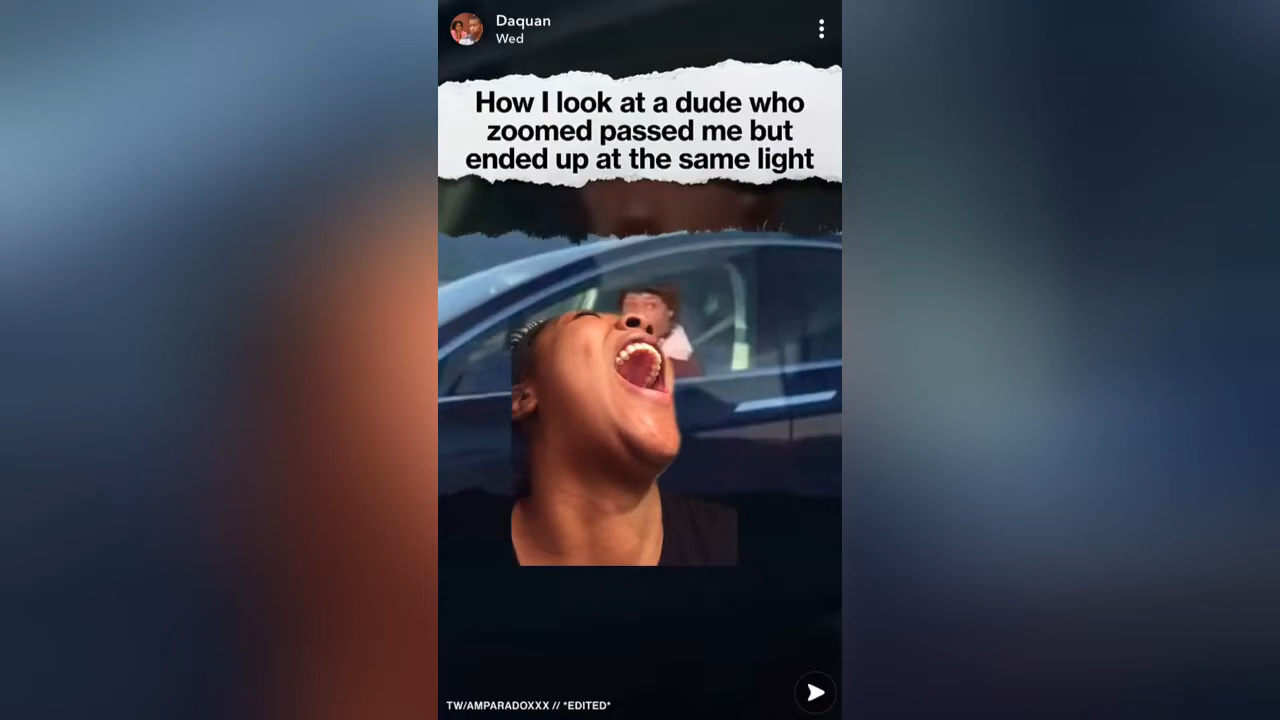 Daquan
Wed
How I look at a dude who
zoomed passed me but
ended up at the same light
TW/AMPARADOXXX // *EDITED*